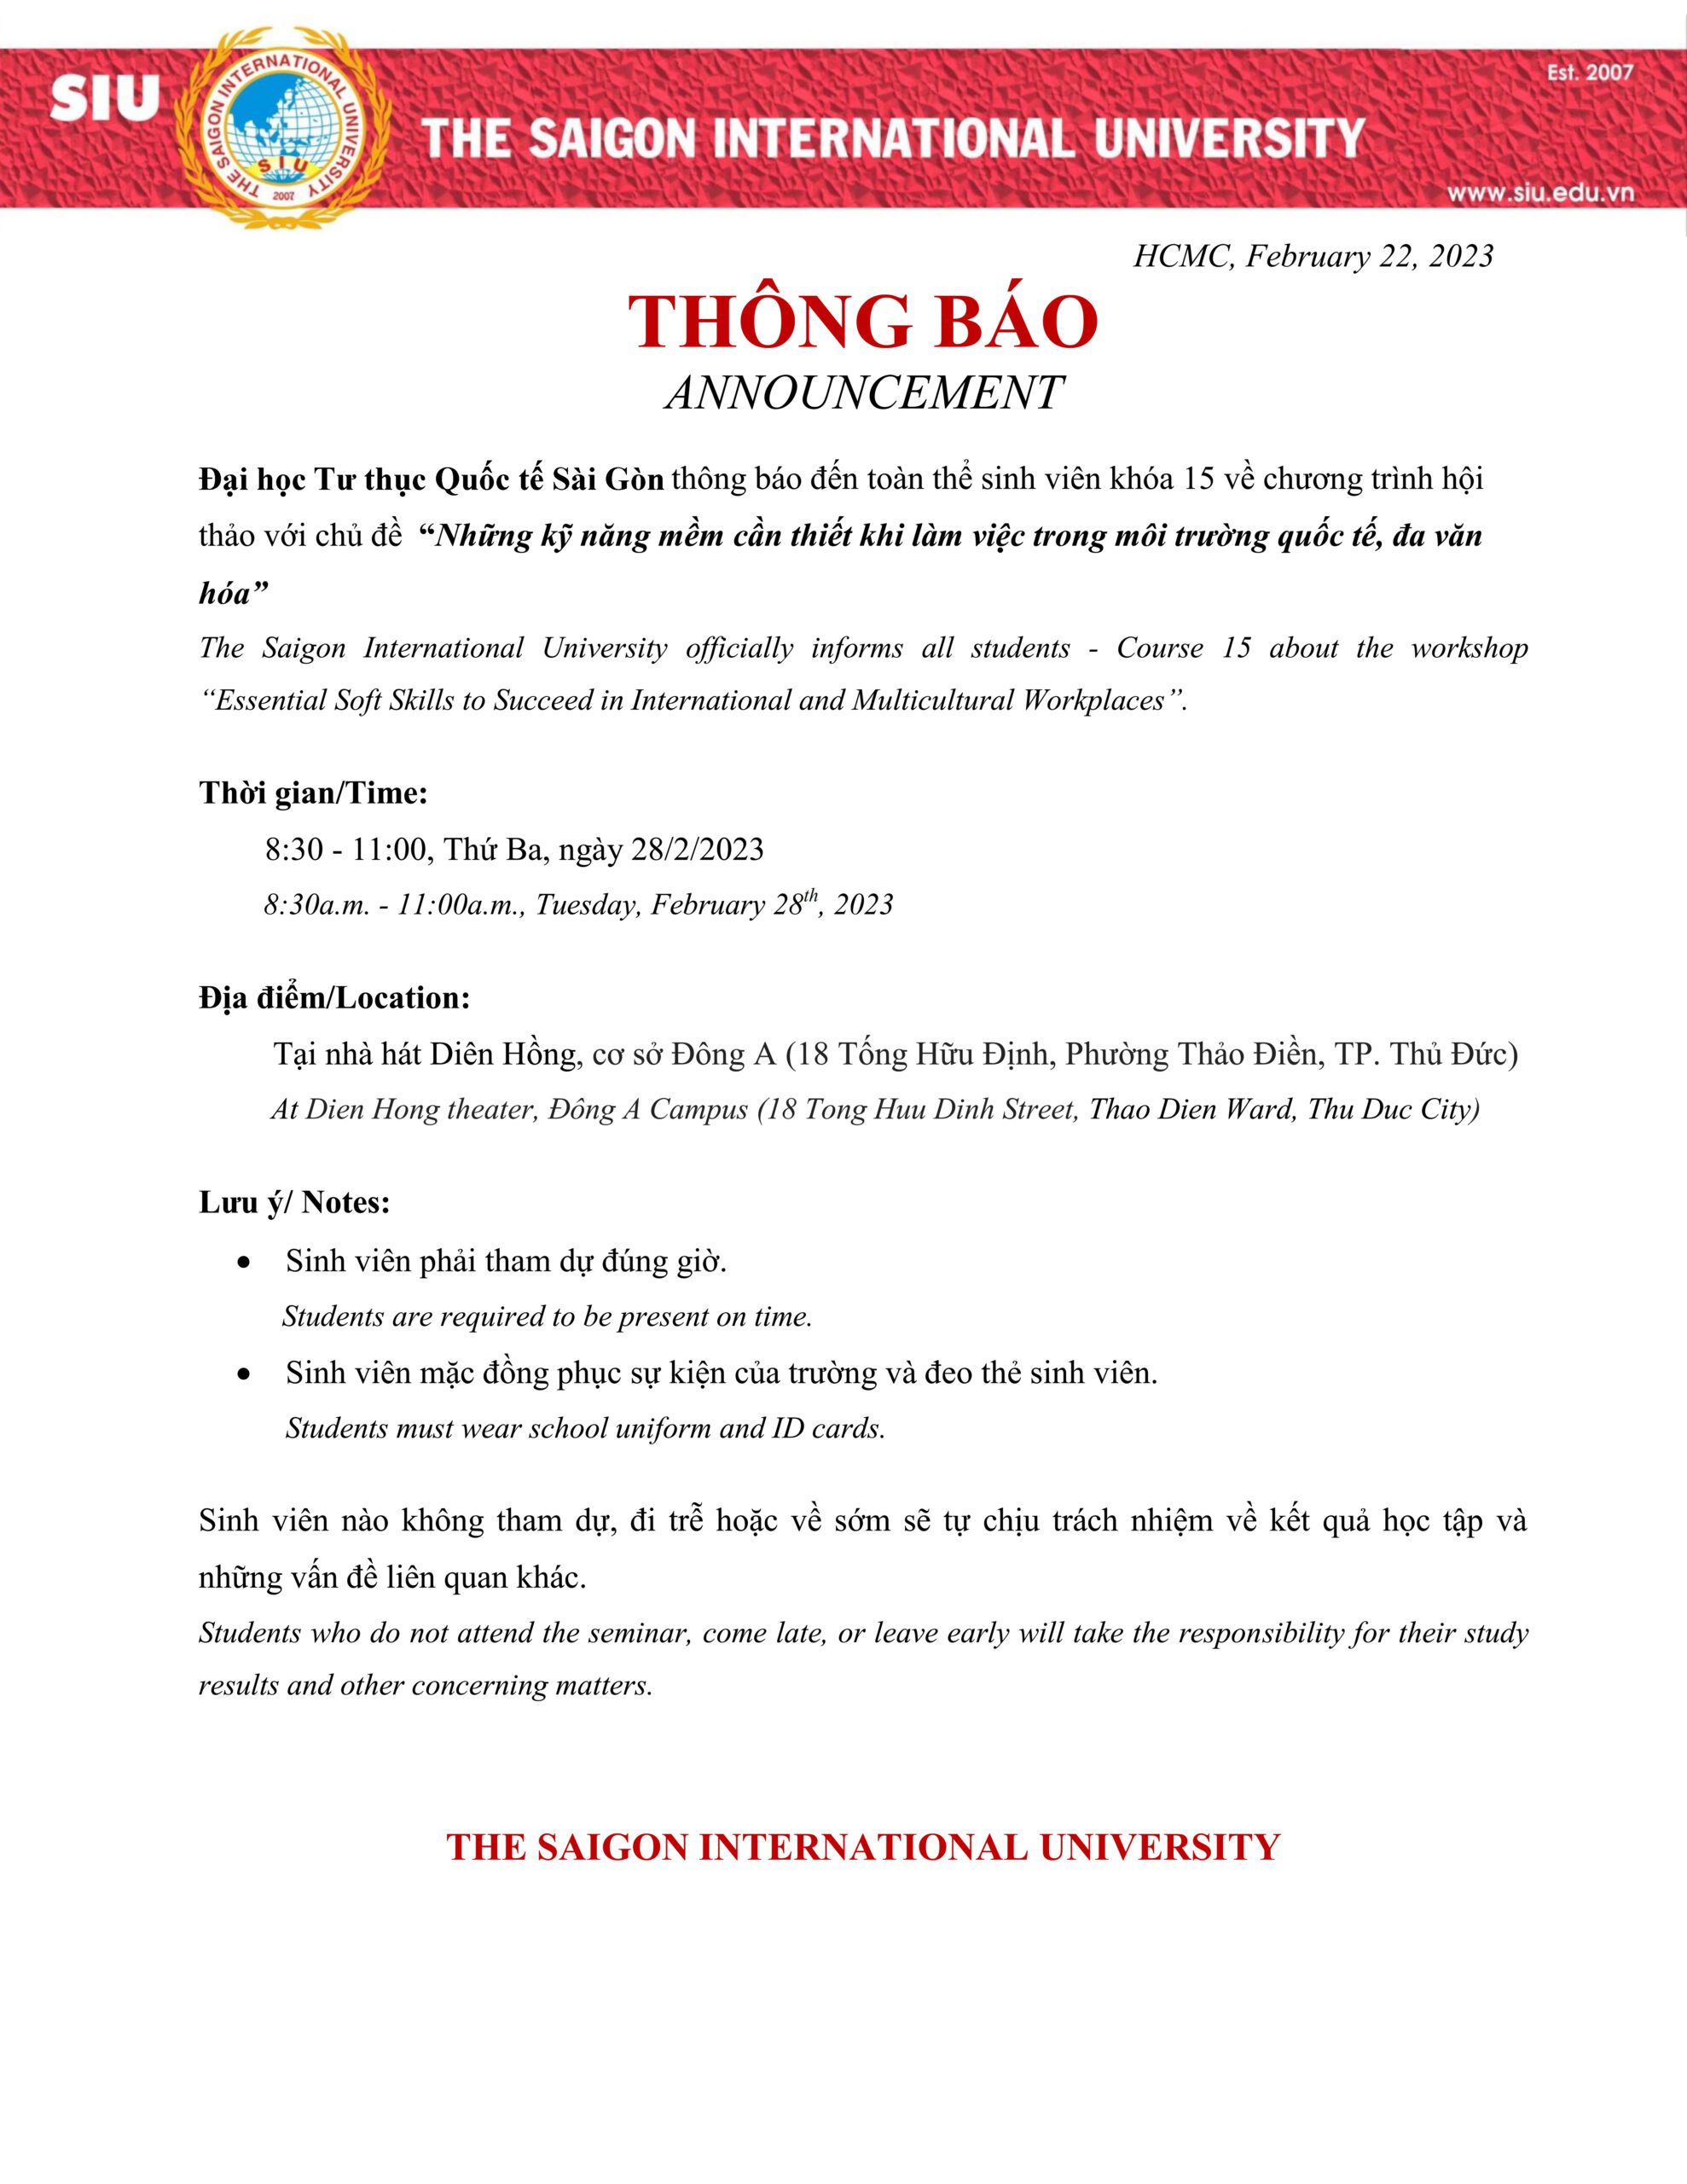 Est. 2007
SIU
THE SAIGON INTERNATIONAL UNIVERSITY
SIU
2007
THE SAIGON INTERNATIONAL UNIVERSITY
www.siu.edu.vn
HCMC, February 22, 2023
THÔNG BÁO
ANNOUNCEMENT
Đại học Tư thục Quốc tế Sài Gòn thông báo đến toàn thể sinh viên khóa 15 về chương trình hội
thảo với chủ đề “Những kỹ năng mềm cần thiết khi làm việc trong môi trường quốc tế, đa văn
hóa”
The Saigon International University officially informs all students - Course 15 about the workshop
“Essential Soft Skills to Succeed in International and Multicultural Workplaces”.
Thời gian/Time:
8:30 - 11:00, Thứ Ba, ngày 28/2/2023
8:30a.m. - 11:00a.m., Tuesday, February 28th, 2023
Địa điểm/Location:
Tại nhà hát Diên Hồng, cơ sở Đông A (18 Tống Hữu Định, Phường Thảo Điền, TP. Thủ Đức)
At Dien Hong theater, Đông A Campus (18 Tong Huu Dinh Street, Thao Dien Ward, Thu Duc City)
Lưu ý/ Notes:
• Sinh viên phải tham dự đúng giờ.
Students are required to be present on time.
• Sinh viên mặc đồng phục sự kiện của trường và đeo thẻ sinh viên.
Students must wear school uniform and ID cards.
Sinh viên nào không tham dự, đi trễ hoặc về sớm sẽ tự chịu trách nhiệm về kết quả học tập và
những vấn đề liên quan khác.
Students who do not attend the seminar, come late, or leave early will take the responsibility for their study
results and other concerning matters.
THE SAIGON INTERNATIONAL UNIVERSITY